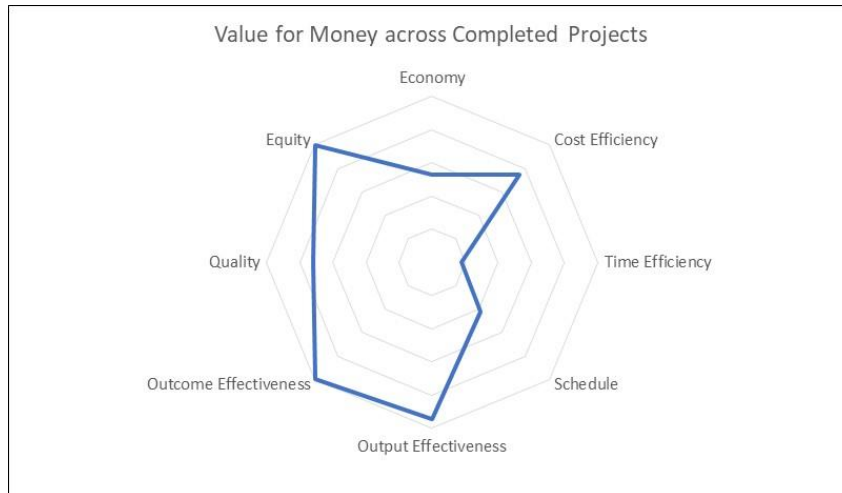 Value for Money across Completed Projects
Economy
Cost Efficiency
Time Efficiency
Schedule
Output Effectiveness
Outcome Effectiveness
Quality
Equity